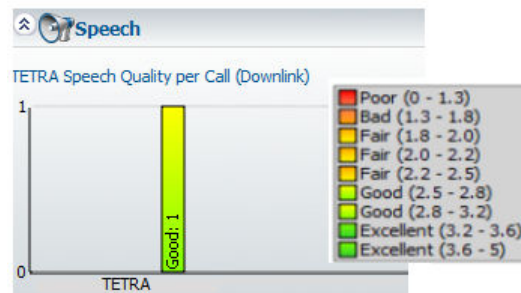 Speech
TETRA Speech Quality per Call (Downlink)
1
Good: 1
0
TETRA
Poor (0 - 1.3)
Bad (1.3 - 1.8)
Fair (1.8 - 2.0)
Fair (2.0 - 2.2)
Fair (2.2 - 2.5)
Good (2.5 - 2.8)
Good (2.8 - 3.2)
Excellent (3.2 - 3.6)
Excellent (3.6 - 5)